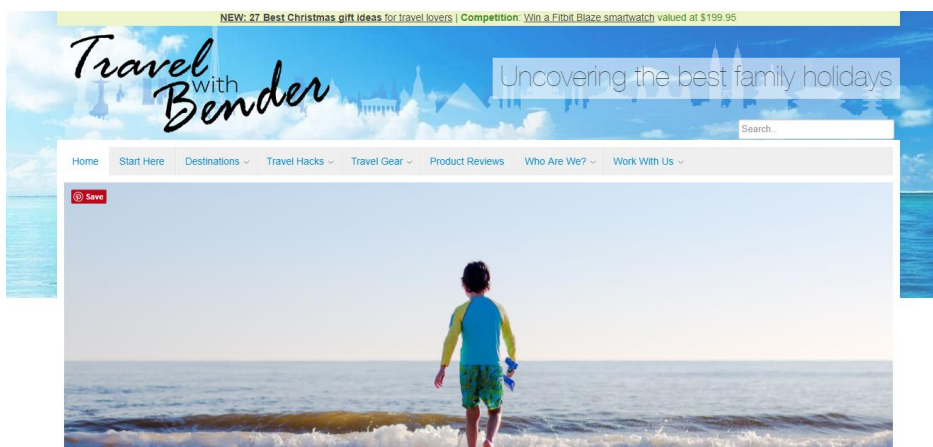 NEW: 27 Best Christmas gift ideas for travel lovers | Competition: Win a Fitbit Blaze smartwatch valued at $199.95
Travel
with
Bender
Uncovering the best family holidays
Search..
Home Start Here Destinations Travel Hacks Travel Gear Product Reviews Who Are We? Work With Us
Save